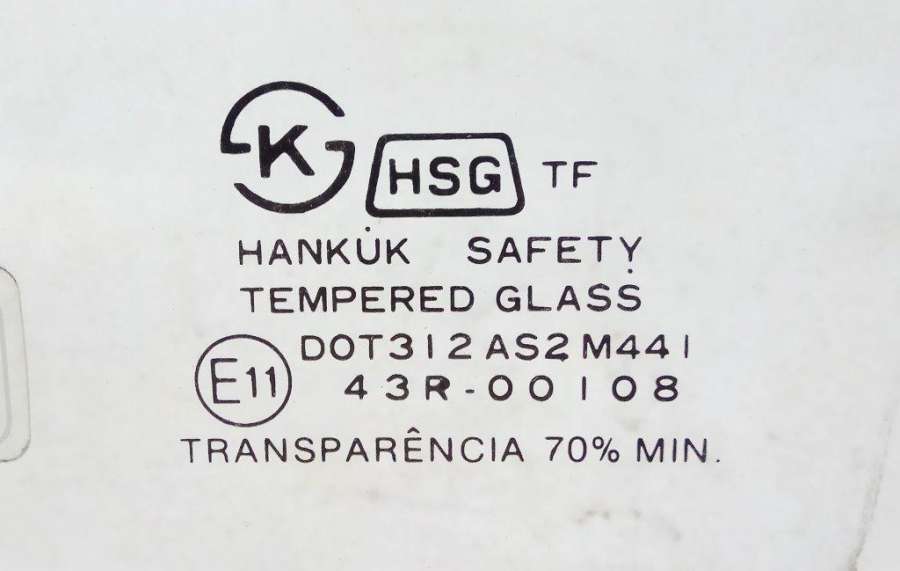 K HSG TF
HANKUK SAFETY
TEMPERED GLASS
DOT312 AS2 M441
E11 43R-00108
TRANSPARÊNCIA 70% MIN.